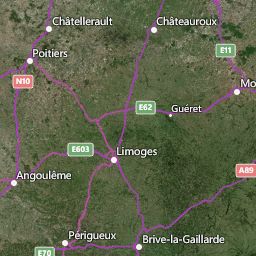 Châtellerault
Châteauroux
E11
Poitiers
N10
Mo
E62
Guéret
E603
Limoges
A89
Angoulême
Périgueux
E70
Brive-la-Gaillarde